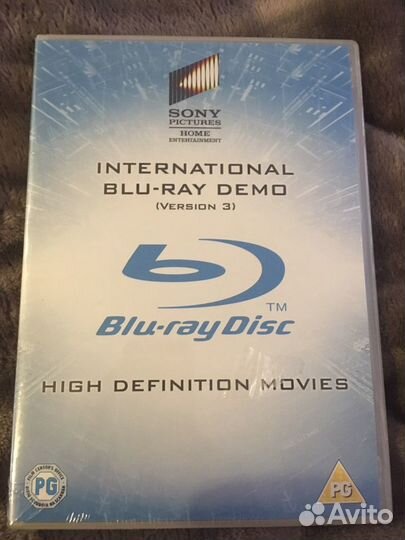 SONY
PICTURES
HOME
ENTERTAINMENT
INTERNATIONAL
BLU-RAY DEMO
(VERSION 3)
b
TM
Blu-ray Disc
HIGH DEFINITION MOVIES
PG
PG
Avito